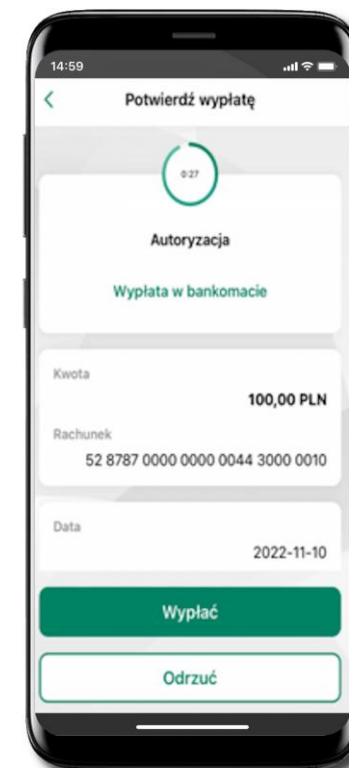 14:59
Potwierdź wypłatę
0:27
Autoryzacja
Wypłata w bankomacie
Kwota
100,00 PLN
Rachunek
52 8787 0000 0000 0044 3000 0010
Data
2022-11-10
Wypłać
Odrzuć